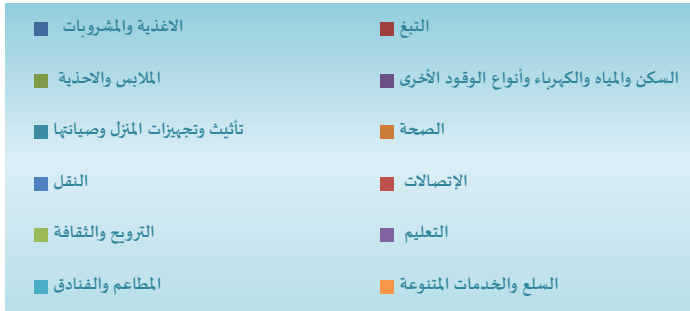 الاغذية والمشروبات
التبغ
الملابس والاحذية
السكن والمياه والكهرباء وأنواع الوقود الأخرى
تأثيث وتجهيزات المنزل وصيانتها
الصحة
النقل
الإتصالات
الترويح والثقافة
التعليم
المطاعم والفنادق
السلع والخدمات المتنوعة